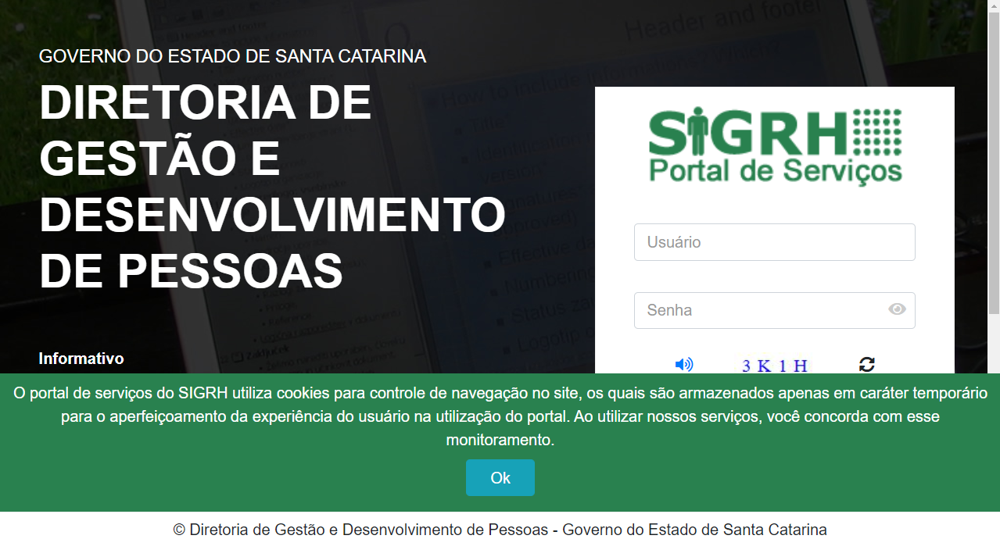 GOVERNO DO ESTADO DE SANTA CATARINA
DIRETORIA DE
GESTÃO E
DESENVOLVIMENTO
DE PESSOAS
Informativo
SIGRH
Portal de Serviços
Usuário
Senha
3 K 1 H
O portal de serviços do SIGRH utiliza cookies para controle de navegação no site, os quais são armazenados apenas em caráter temporário
para o aperfeiçoamento da experiência do usuário na utilização do portal. Ao utilizar nossos serviços, você concorda com esse
monitoramento.
Ok
© Diretoria de Gestão e Desenvolvimento de Pessoas - Governo do Estado de Santa Catarina